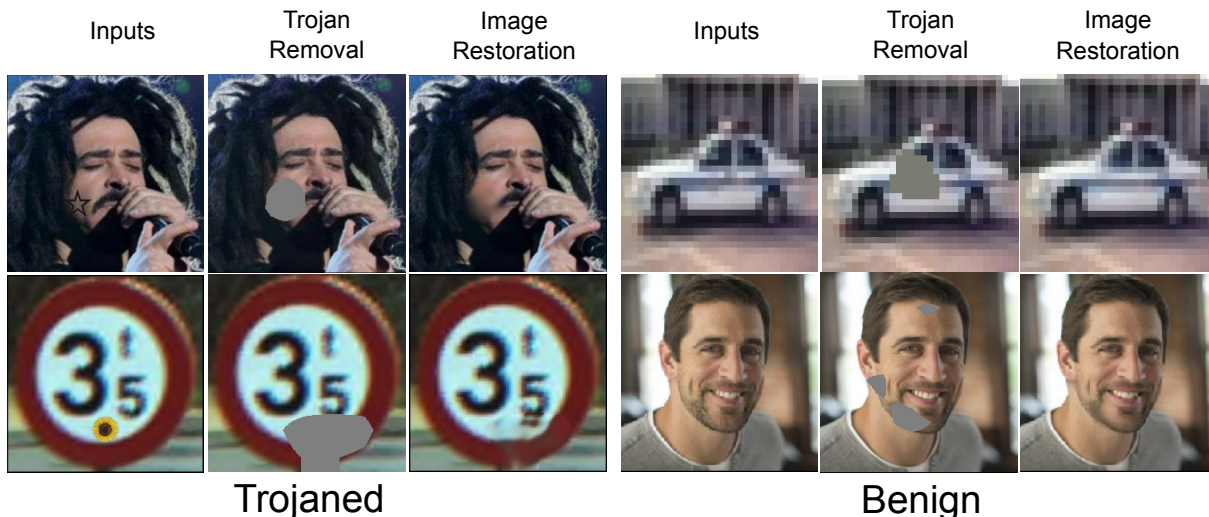 Inputs
Trojan
Removal
Image
Restoration
Inputs
Trojan
Removal
Image
Restoration
3 t
5
3 t
5
3 t
5
Trojaned
Benign